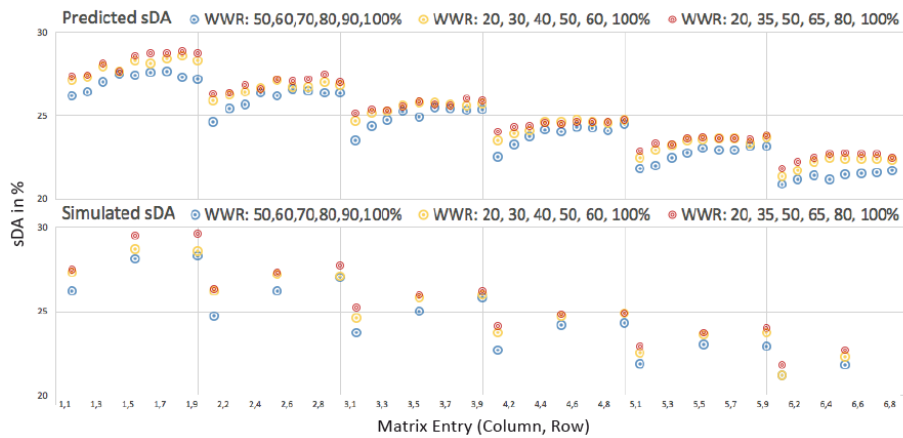 Predicted sDA WWR: 50,60,70,80,90,100% WWR: 20, 30, 40, 50, 60, 100% WWR: 20, 35, 50, 65, 80, 100%
30
25
20
sDA in %
Simulated sDA WWR: 50,60,70,80,90,100% WWR: 20, 30, 40, 50, 60, 100% WWR: 20, 35,50, 65, 80, 100%
30
25
20
1,1 1,3 1,5 1,7 1,9 2,2 2,4 2,6 2,8 3,1 3,3 3,5 3,7 3,9 4,2 4,4 4,6 4,8 5,1 5,3 5,5 5,7 5,9 6,2 6,4 6,6 6,8
Matrix Entry (Column, Row)